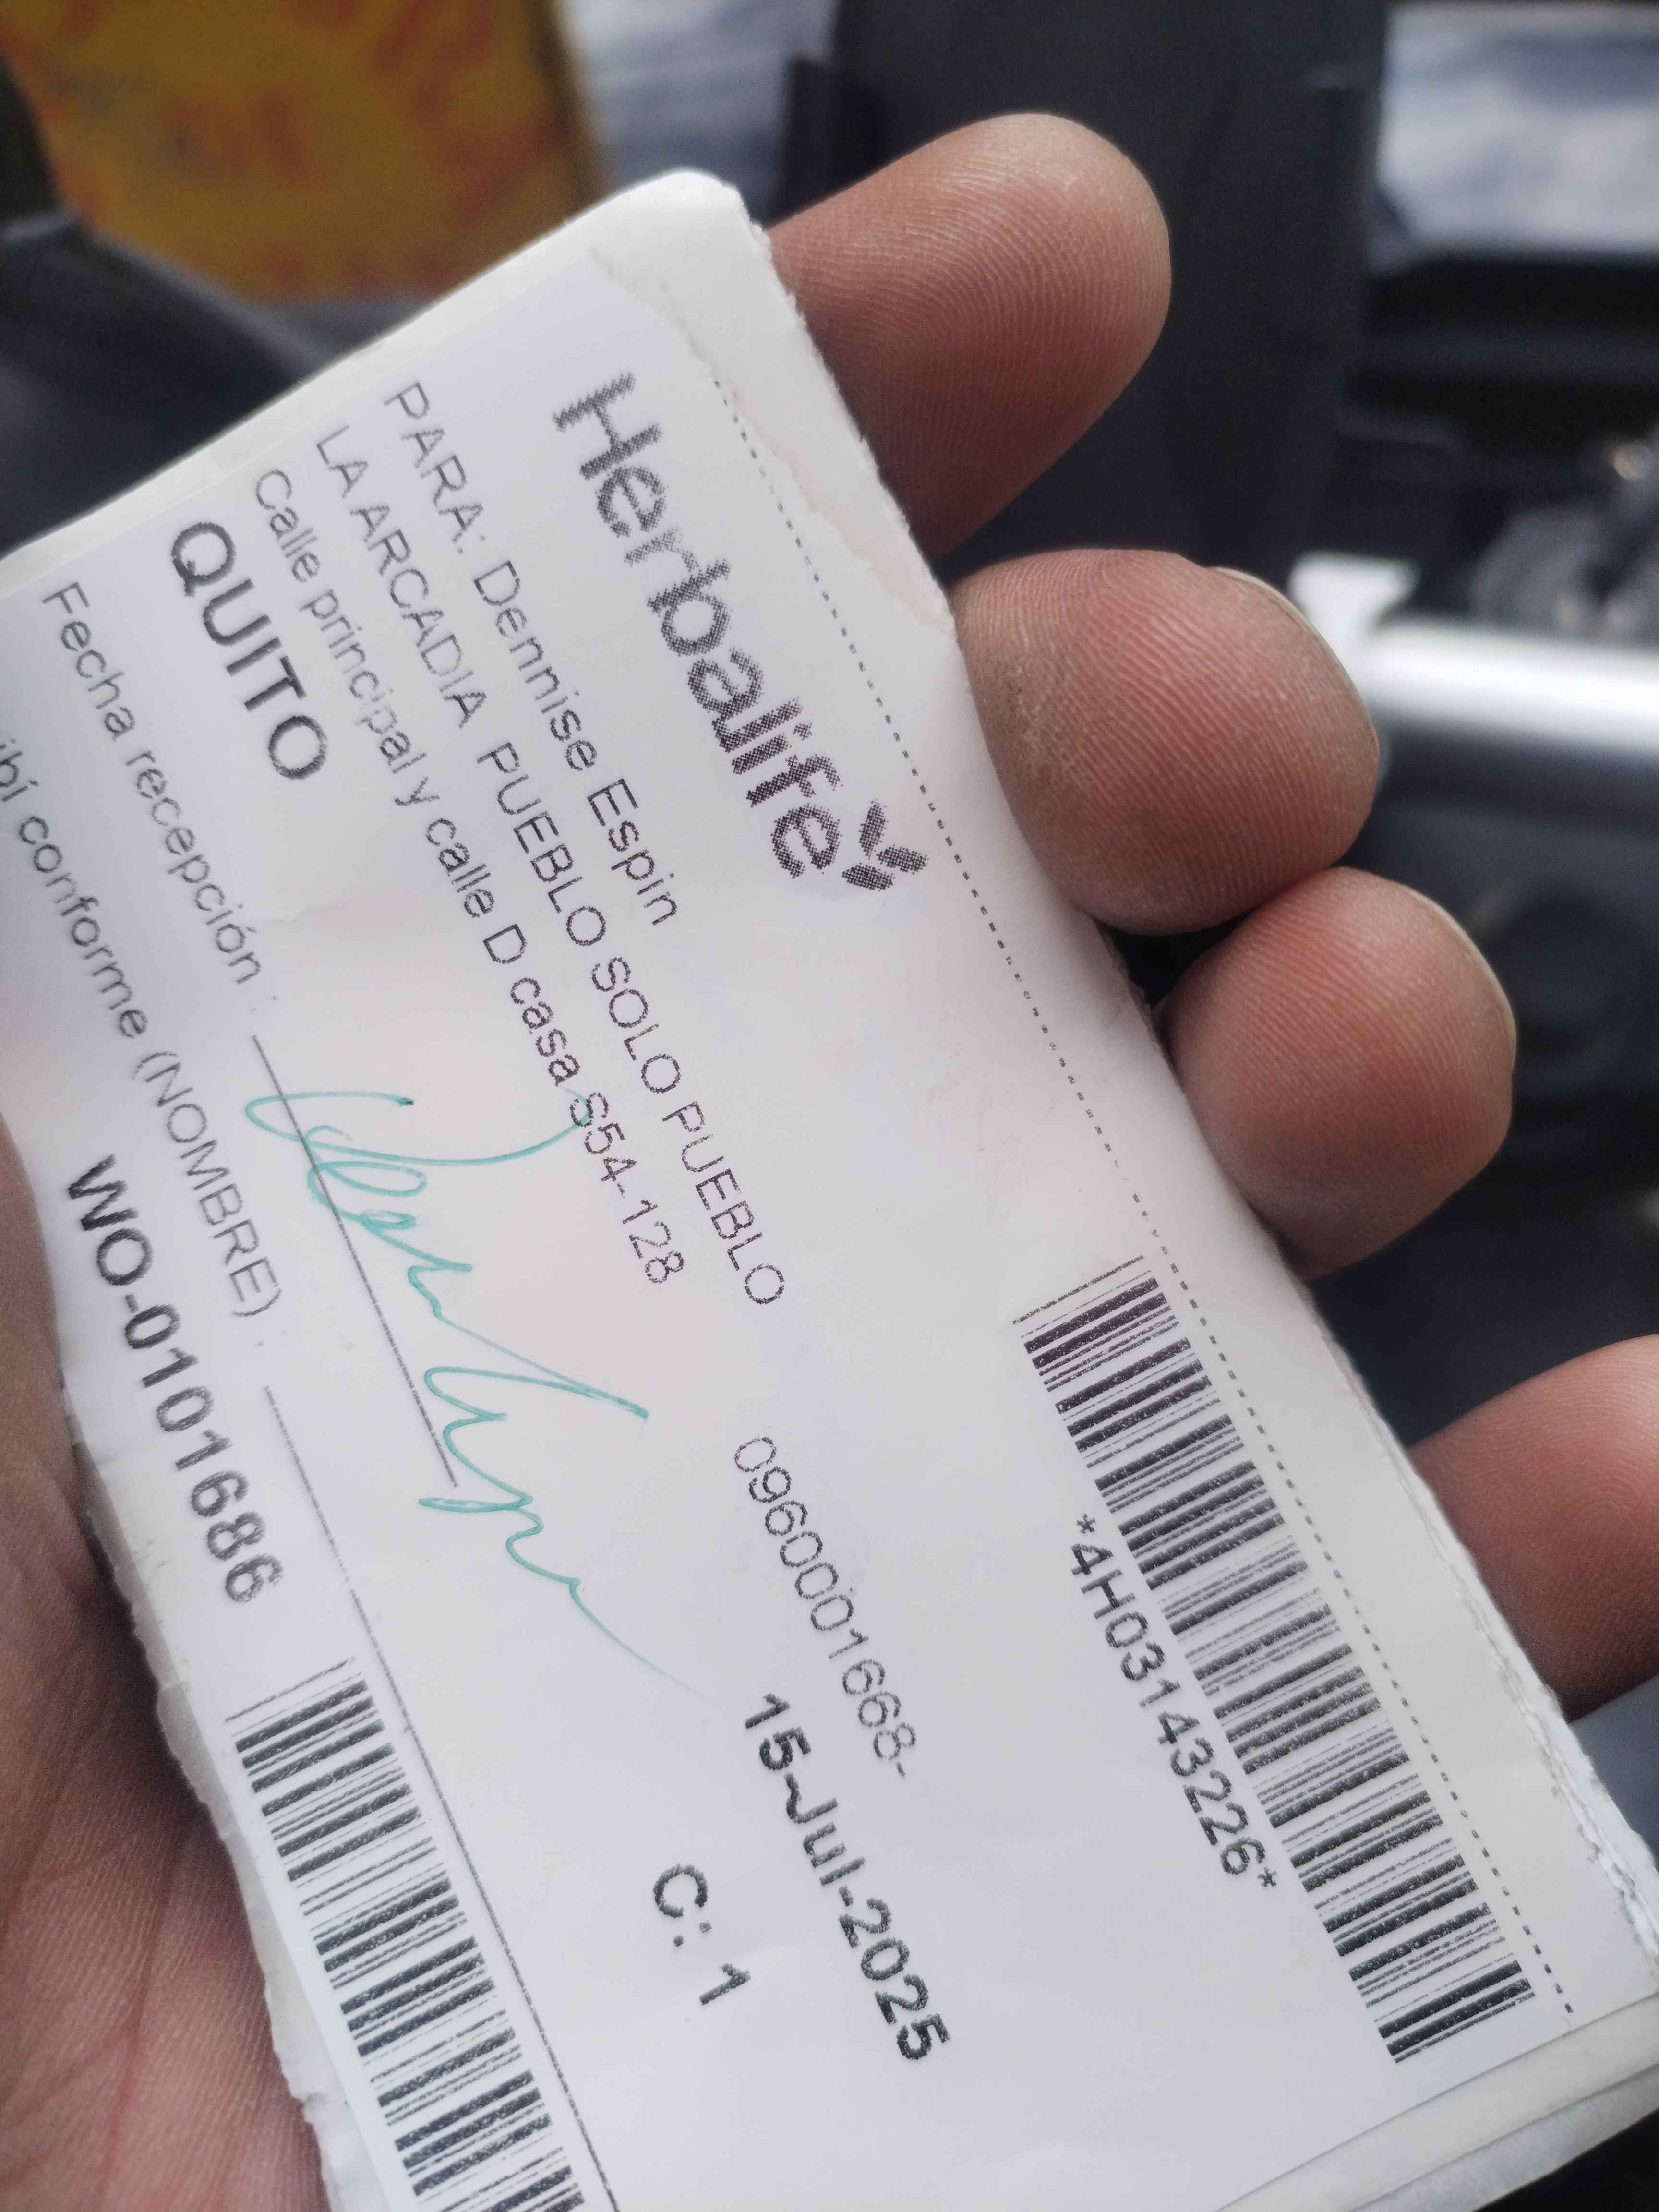 Herbalife
*4H03143226*
PARA: Dennise Espin
LA ARCADIA PUEBLO SOLO PUEBLO
0960001668-
Calle principal y calle D casa S54-128
15-Jul-2025
QUITO
C: 1
Fecha recepción :
ibí conforme (NOMBRE) :
WO-0101686